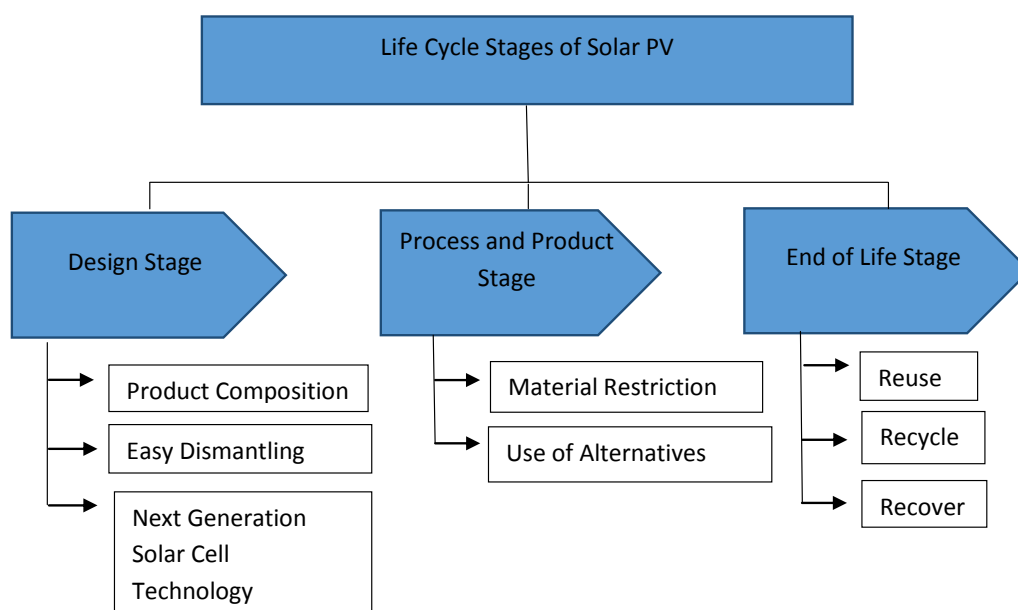 Life Cycle Stages of Solar PV
Design Stage
Process and Product
Stage
End of Life Stage
Product Composition
Easy Dismantling
Next Generation
Solar Cell
Technology
Material Restriction
Use of Alternatives
Reuse
Recycle
Recover